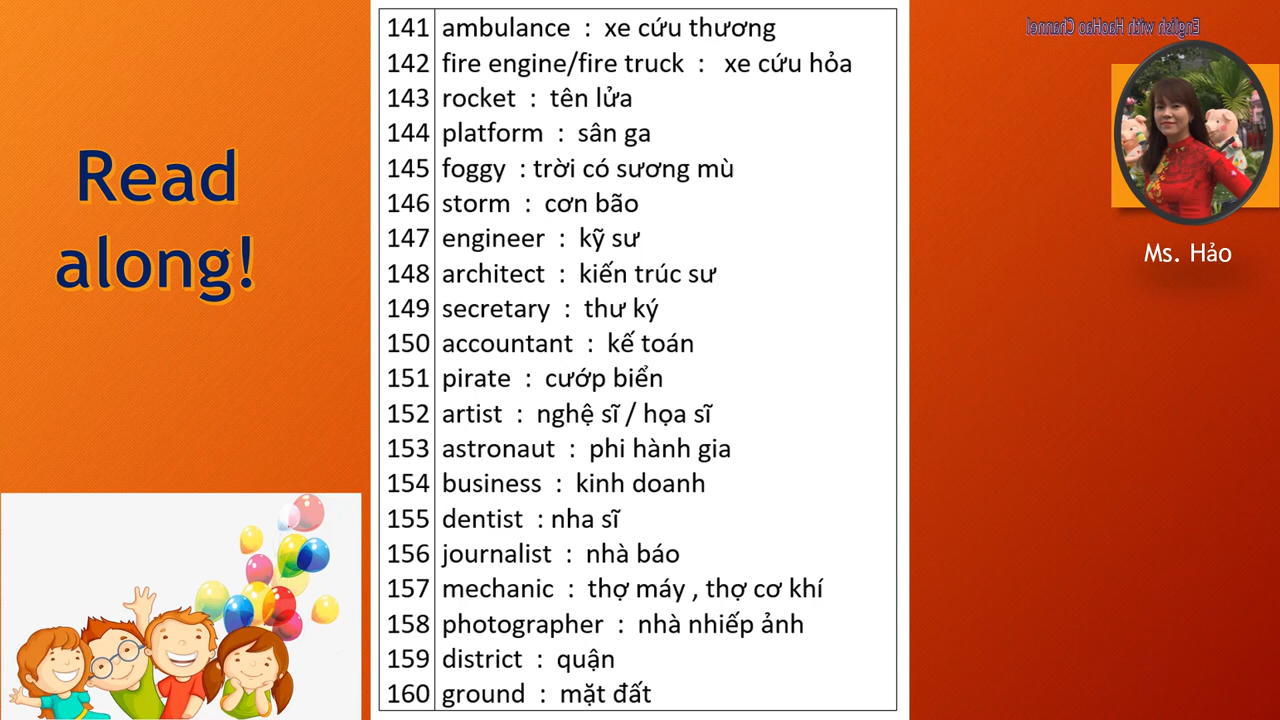 Read
along!
141 ambulance : xe cứu thương
142 fire engine/fire truck : xe cứu hỏa
143 rocket : tên lửa
144 platform : sân ga
145 foggy : trời có sương mù
146 storm : cơn bão
147 engineer : kỹ sư
148 architect : kiến trúc sư
149 secretary : thư ký
150 accountant : kế toán
151 pirate : cướp biển
152 artist : nghệ sĩ / họa sĩ
153 astronaut : phi hành gia
154 business : kinh doanh
155 dentist : nha sĩ
156 journalist : nhà báo
157 mechanic : thợ máy , thợ cơ khí
158 photographer : nhà nhiếp ảnh
159 district : quận
160 ground : mặt đất
English with HaoHao Channel
Ms. Hảo